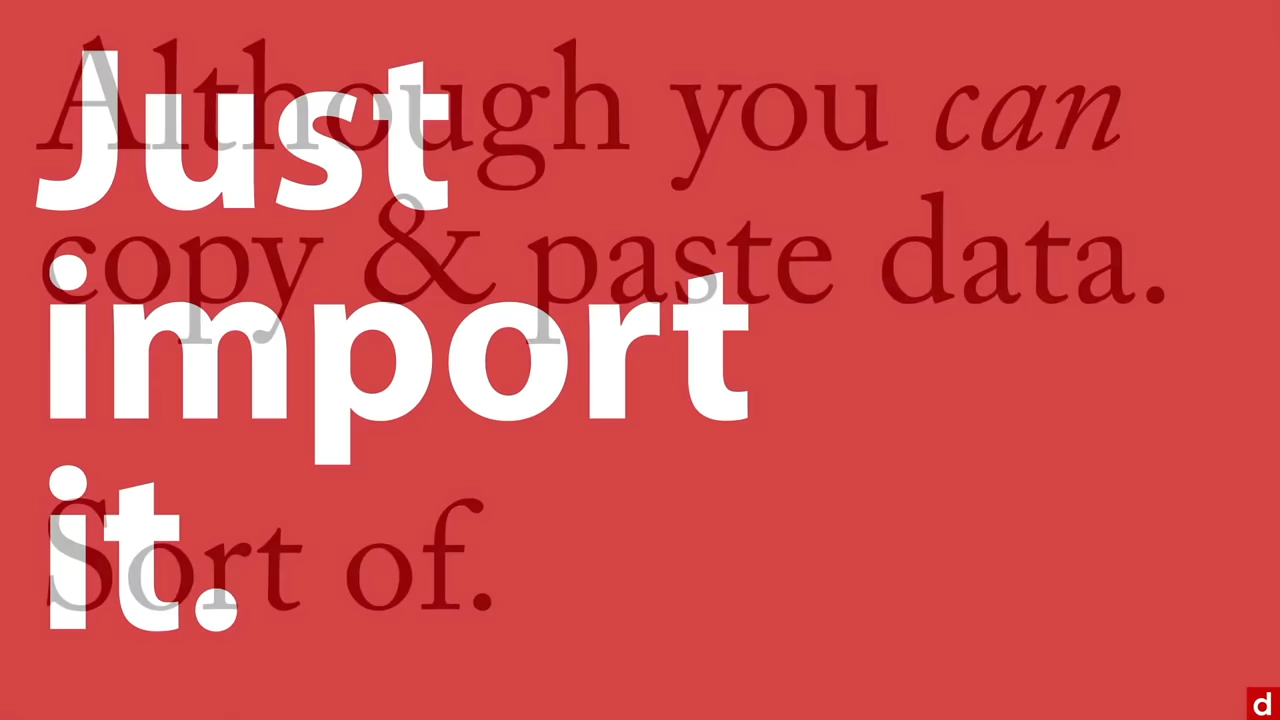 Although you can
copy & paste data.
Sort of.
Just
import
it.
d